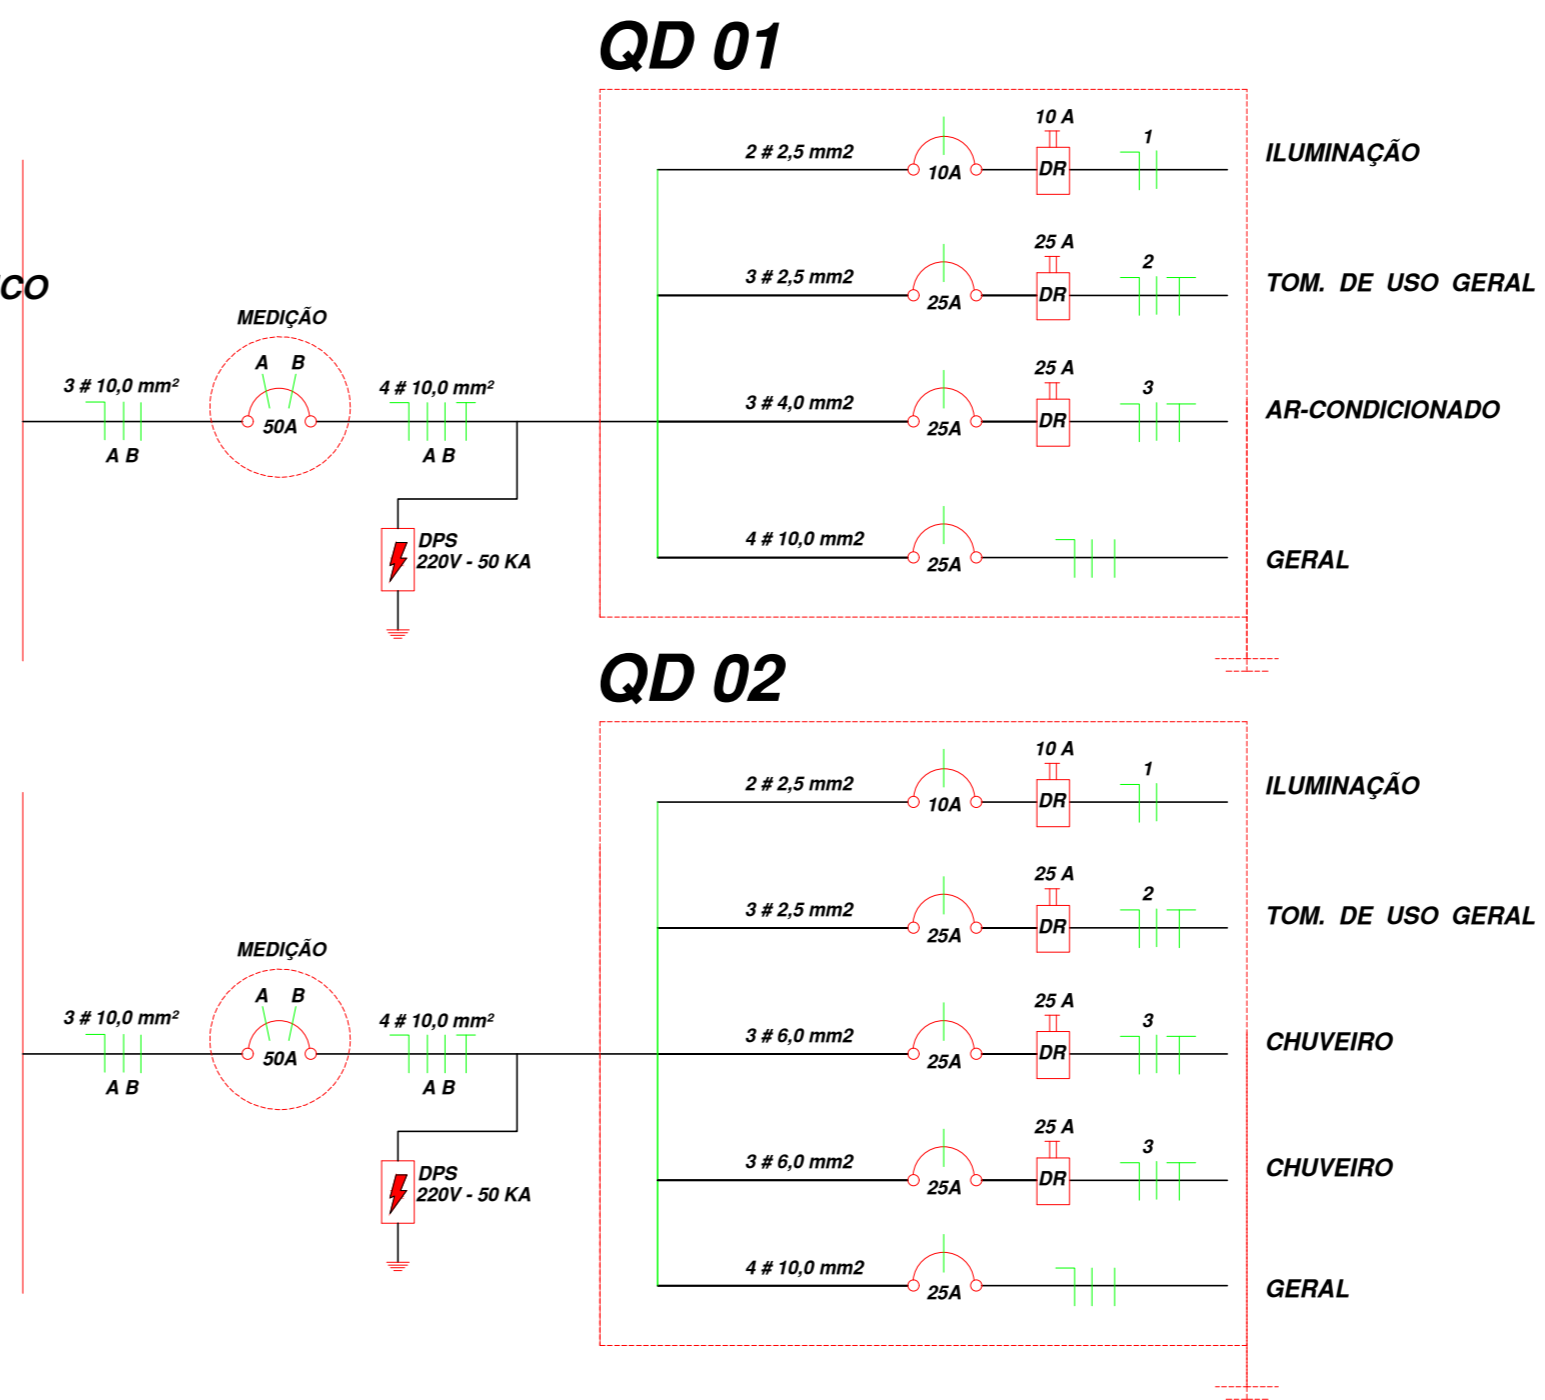 QD 01
10 A
2 # 2,5 mm2
10A
DR
1
ILUMINAÇÃO
25 A
3 # 2,5 mm2
25A
DR
2
TOM. DE USO GERAL
CO
MEDIÇÃO
A B
3 # 10,0 mm²
50A
4 # 10,0 mm²
A B
A B
25 A
3 # 4,0 mm2
25A
DR
3
AR-CONDICIONADO
DPS
220V - 50 KA
4 # 10,0 mm2
25A
GERAL
QD 02
10 A
2 # 2,5 mm2
10A
DR
1
ILUMINAÇÃO
25 A
3 # 2,5 mm2
25A
DR
2
TOM. DE USO GERAL
MEDIÇÃO
A B
3 # 10,0 mm²
50A
4 # 10,0 mm²
A B
A B
25 A
3 # 6,0 mm2
25A
DR
3
CHUVEIRO
25 A
3 # 6,0 mm2
25A
DR
3
CHUVEIRO
DPS
220V - 50 KA
4 # 10,0 mm2
25A
GERAL